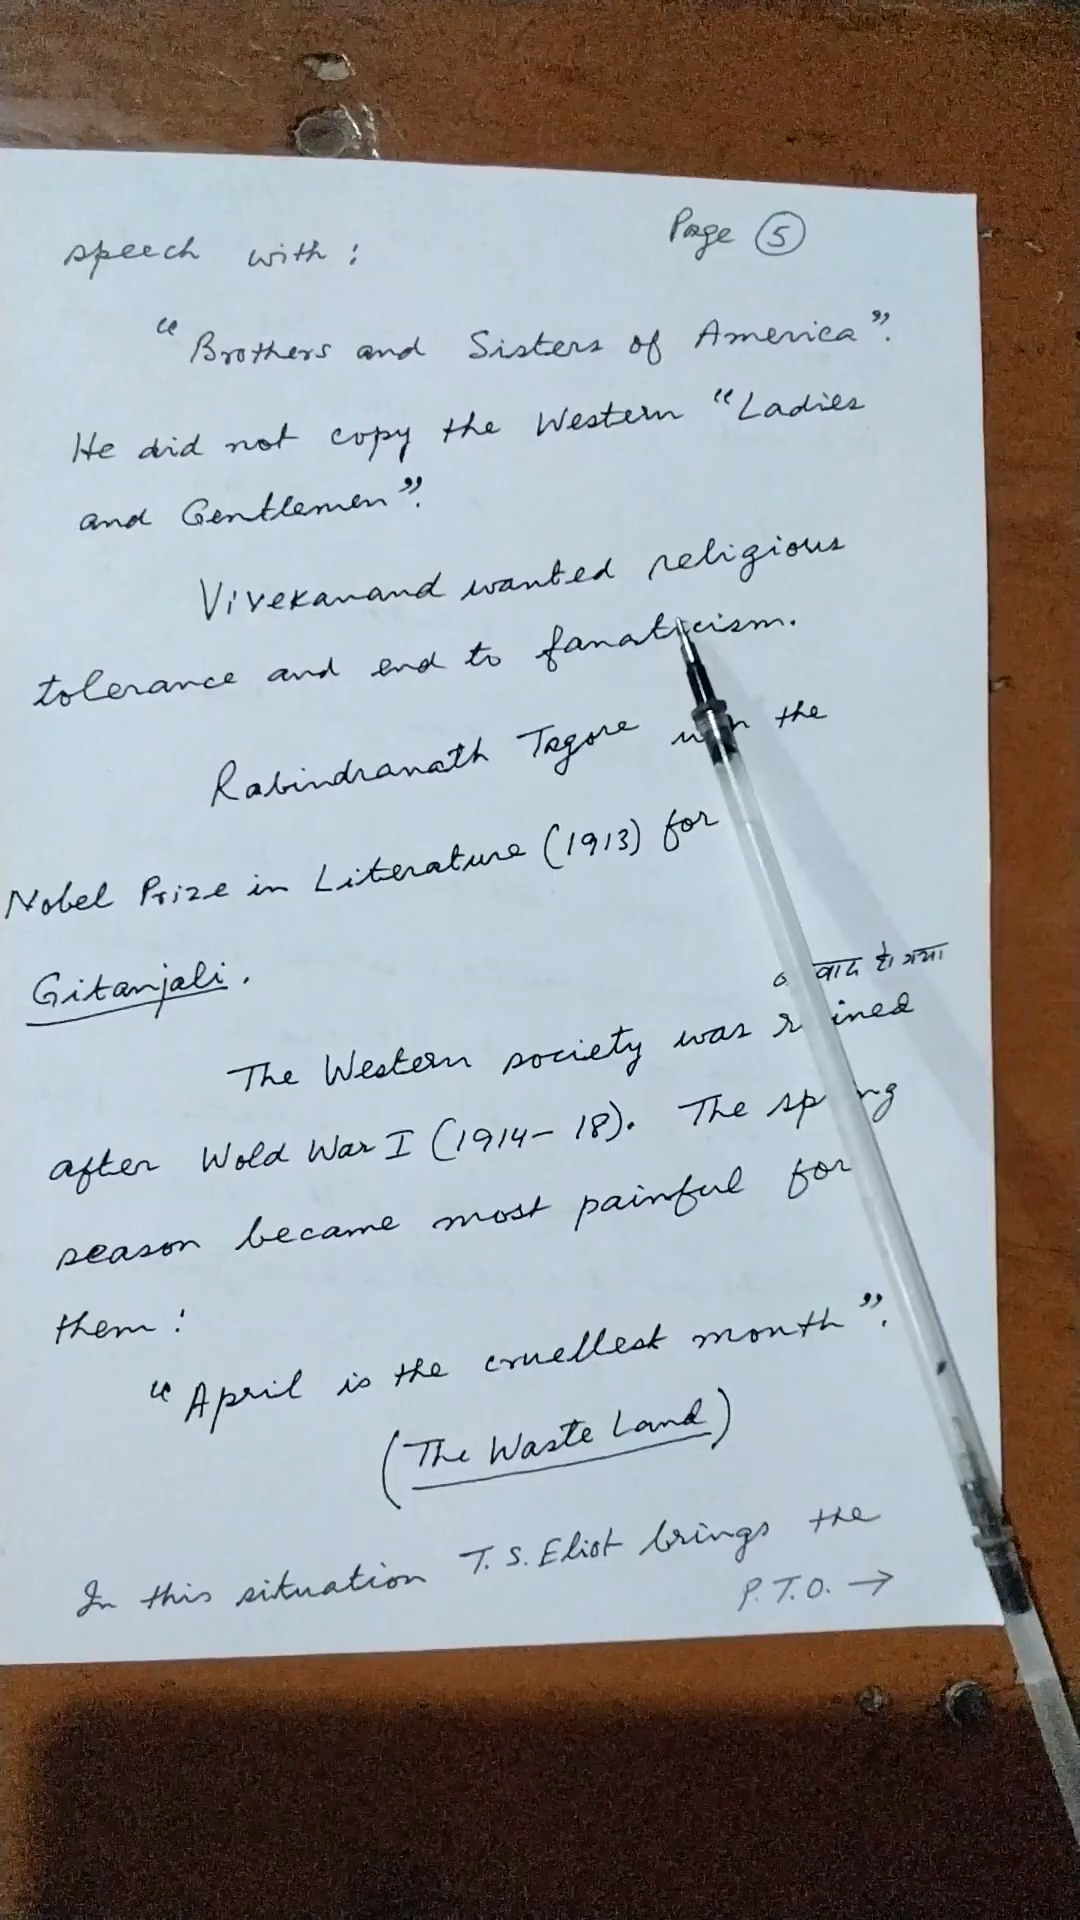 Page 5
speech with :
"Brothers and Sisters of America".
He did not copy the Western "Ladies
and Gentlemen".
Vivekanand wanted religious
tolerance and end to fanaticism.
Rabindranath Tagore the
Nobel Prize in Literature (1913) for
Gitanjali.
हो गया
The Western society was
after Wold War I (1914-18). The
season became most painful for
them :
"April is the cruellest month".
(The Waste Land)
In this situation T. S. Eliot brings the
P.T.O. →